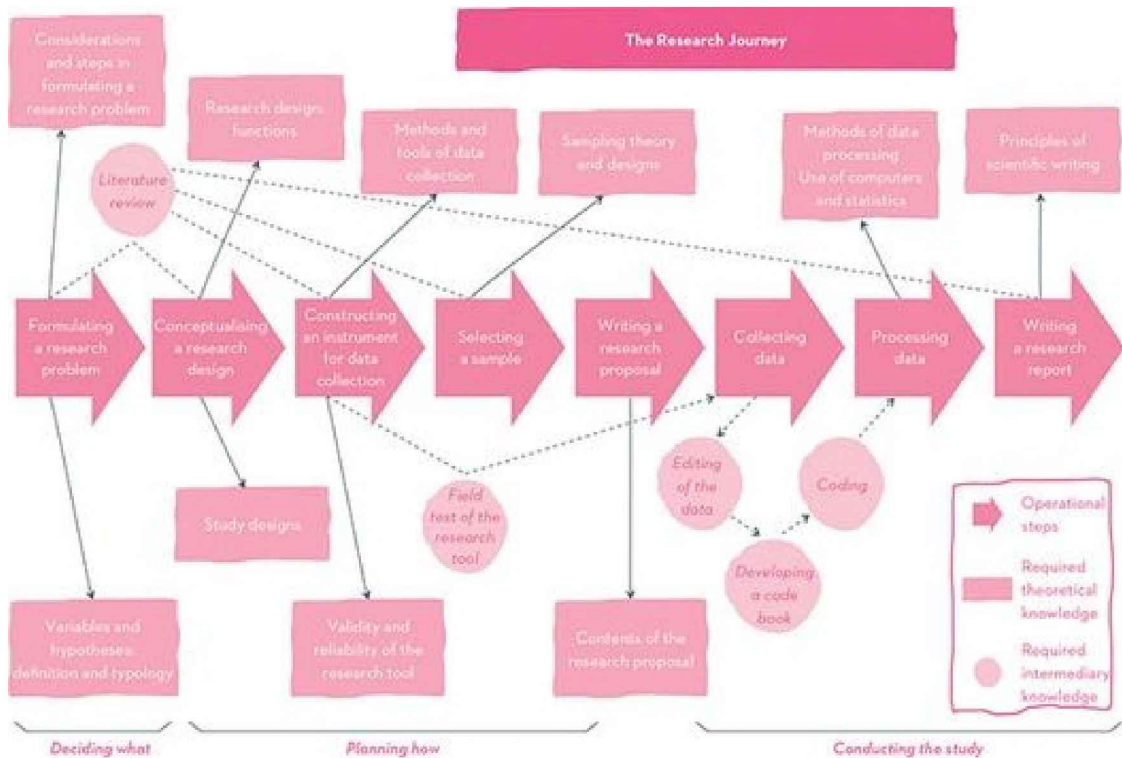 The Research Journey
Considerations
and steps in
formulating a
research problem
Research design:
functions
Methods and
tools of data
collection
Sampling theory
and designs
Methods of data
processing
Use of computers
and statistics
Principles of
scientific writing
Literature
review
Formulating
a research
problem
Conceptualising
a research
design
Constructing
an instrument
for data
collection
Selecting
a sample
Writing a
research
proposal
Collecting
data
Processing
data
Writing
a research
report
Editing
of the
data
Coding
Field
test of the
research
tool
Developing
a code
book
Study designs
Variables and
hypotheses:
definition and typology
Validity and
reliability of the
research tool
Contents of the
research proposal
Operational
steps
Required
theoretical
knowledge
Required
intermediary
knowledge
Deciding what
Planning how
Conducting the study